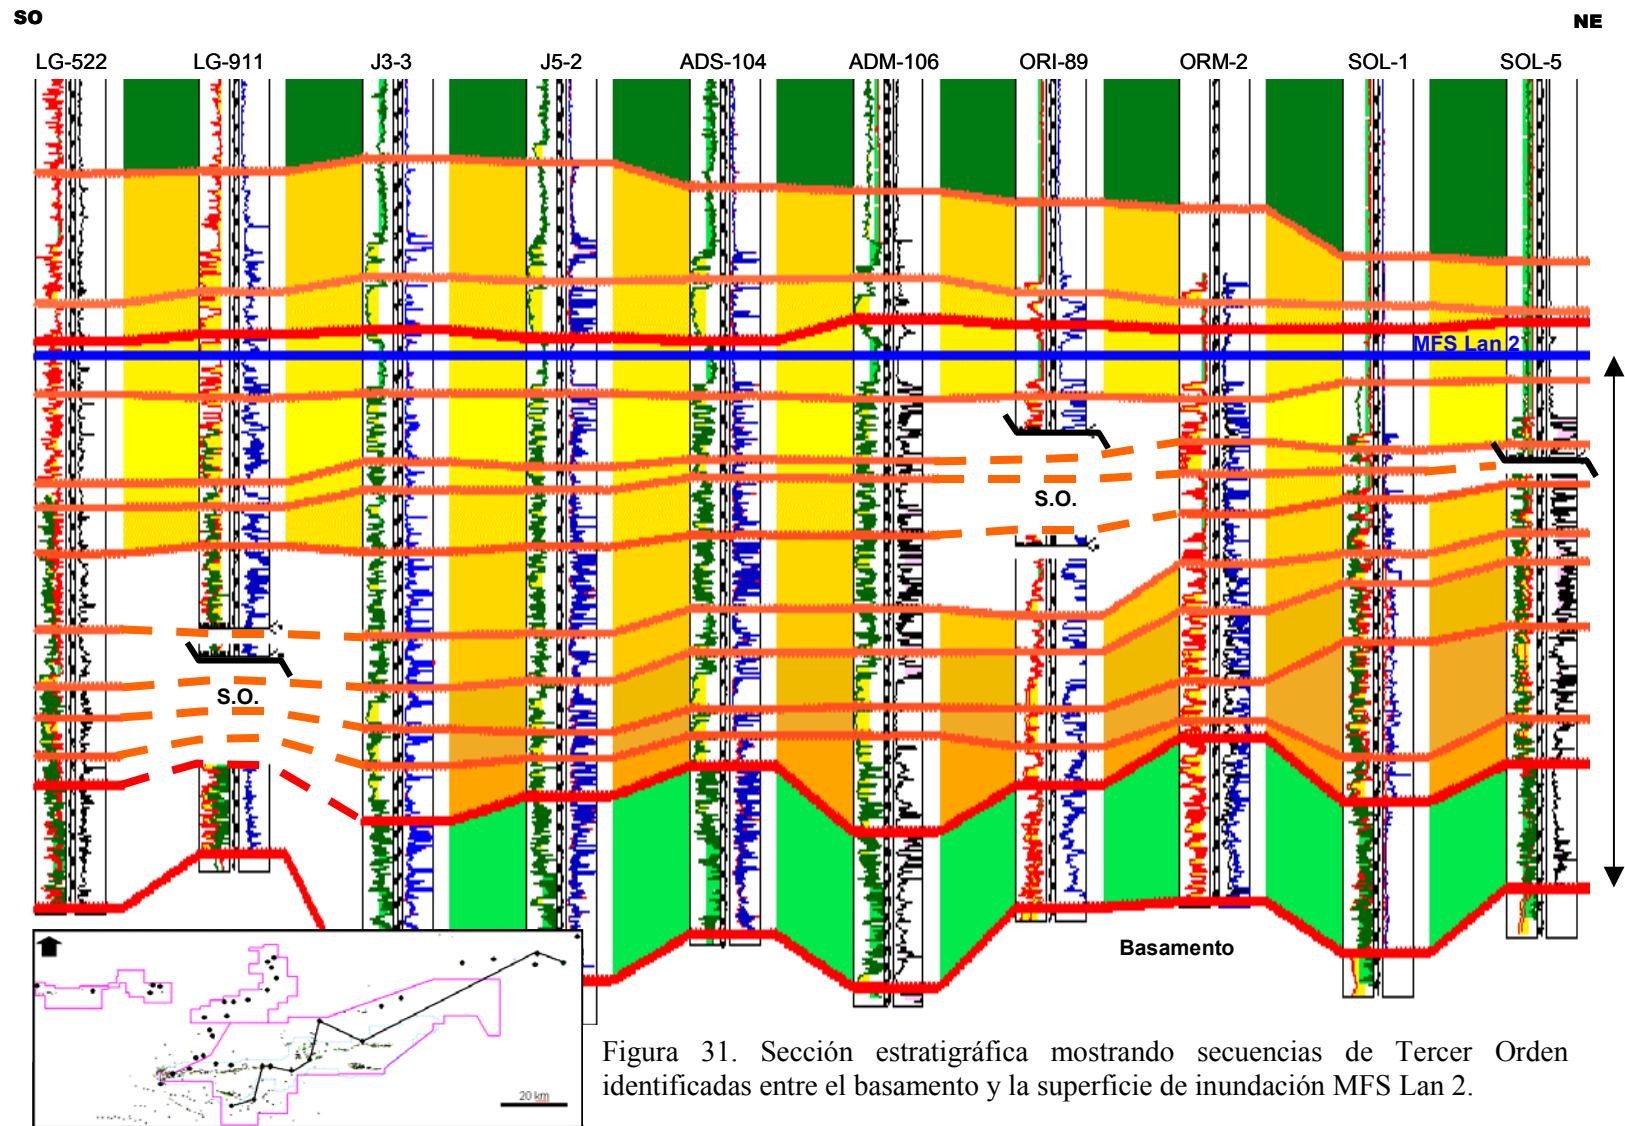 SO
NE
LG-522 LG-911 J3-3 J5-2 ADS-104 ADM-106 ORI-89 ORM-2 SOL-1 SOL-5
MFS Lan 2
S.O.
S.O.
Basamento
20 km
Figura 31. Sección estratigráfica mostrando secuencias de Tercer Orden
identificadas entre el basamento y la superficie de inundación MFS Lan 2.